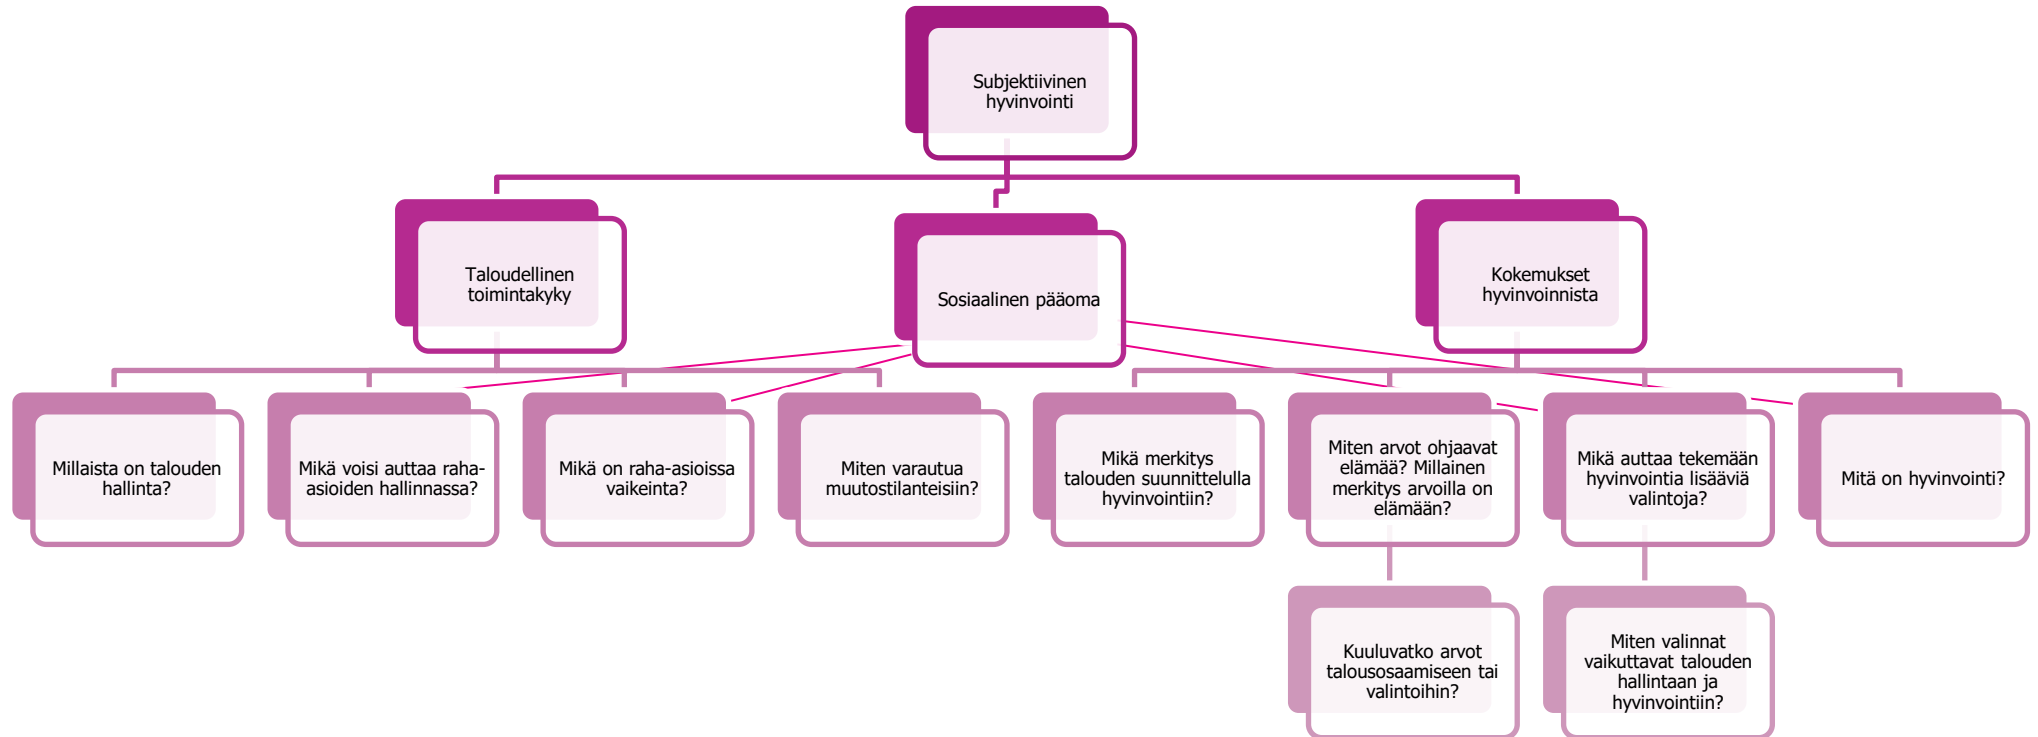 Subjektiivinen
hyvinvointi
Taloudellinen
toimintakyky
Sosiaalinen pääoma
Kokemukset
hyvinvoinnista
Millaista on talouden
hallinta?
Mikä voisi auttaa raha-
asioiden hallinnassa?
Mikä on raha-asioissa
vaikeinta?
Miten varautua
muutostilanteisiin?
Mikä merkitys
talouden suunnittelulla
hyvinvointiin?
Miten arvot ohjaavat
elämää? Millainen
merkitys arvoilla on
elämään?
Mikä auttaa tekemään
hyvinvointia lisääviä
valintoja?
Mitä on hyvinvointi?
Kuuluvatko arvot
talousosaamiseen tai
valintoihin?
Miten valinnat
vaikuttavat talouden
hallintaan ja
hyvinvointiin?